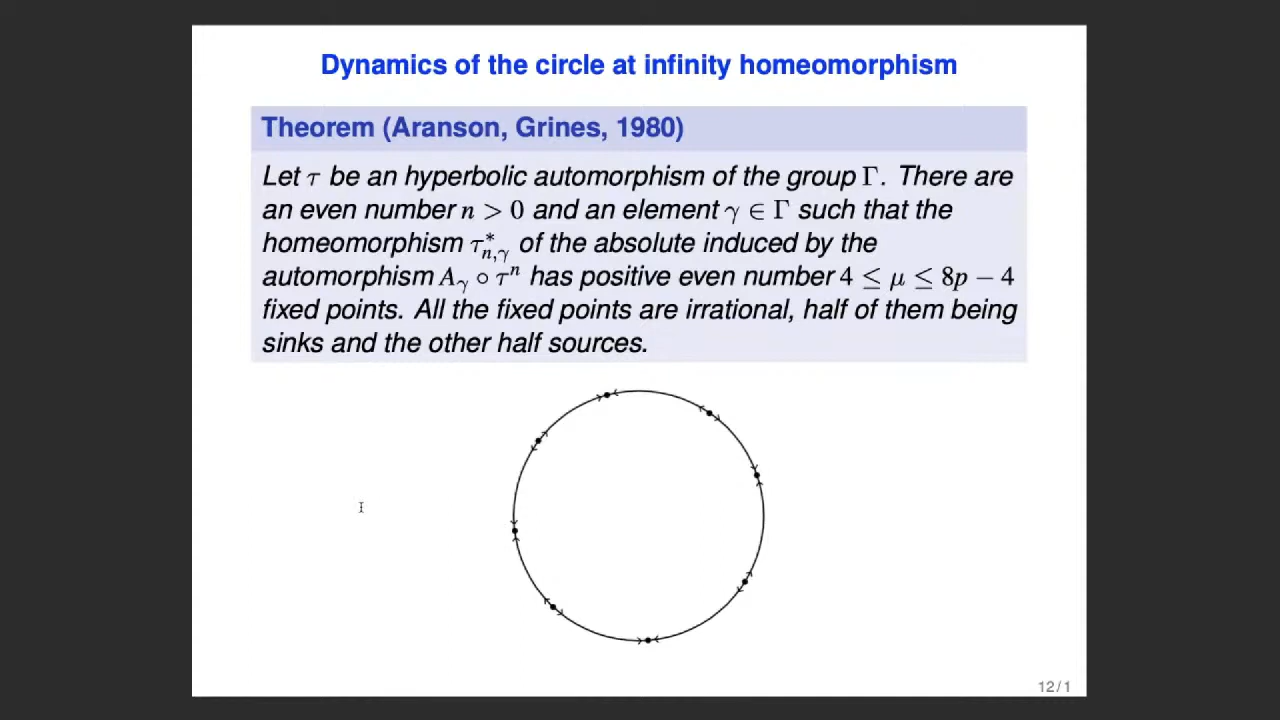 Dynamics of the circle at infinity homeomorphism
Theorem (Aranson, Grines, 1980)
Let τ be an hyperbolic automorphism of the group Γ. There are
an even number n > 0 and an element γ ∈ Γ such that the
homeomorphism τ*ₙ,ᵧ of the absolute induced by the
automorphism Aᵧ ∘ τⁿ has positive even number 4 ≤ μ ≤ 8p − 4
fixed points. All the fixed points are irrational, half of them being
sinks and the other half sources.
12/1